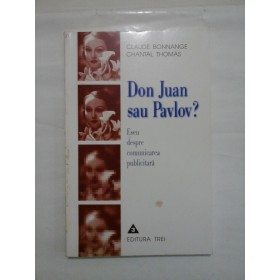 CLAUDE BONNANGE
CHANTAL THOMAS
Don Juan
sau Pavlov?
Eseu
despre
comunicarea
publicitară
EDITURA TREI